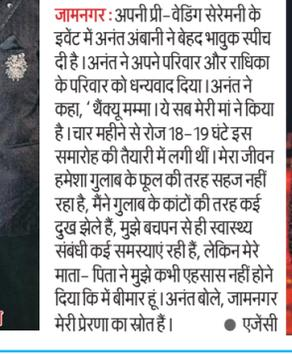 जामनगर : अपनी प्री-वेडिंग सेरेमनी के
इवेंट में अनंत अंबानी ने बेहद भावुक स्पीच
दी है।अनंत ने अपने परिवार और राधिका
के परिवार को धन्यवाद दिया।अनंत ने
कहा, ‘थैंक्यू मम्मा।ये सब मेरी मां ने किया
है।चार महीने से रोज 18-19 घंटे इस
समारोह की तैयारी में लगी थीं।मेरा जीवन
हमेशा गुलाब के फूल की तरह सहज नहीं
रहा है, मैंने गुलाब के कांटों की तरह कई
दुख झेले हैं, मुझे बचपन से ही स्वास्थ्य
संबंधी कई समस्याएं रही हैं, लेकिन मेरे
माता- पिता ने मुझे कभी एहसास नहीं होने
दिया कि में बीमार हूं।अनंत बोले, जामनगर
मेरी प्रेरणा का स्रोत हैं। ● एजेंसी